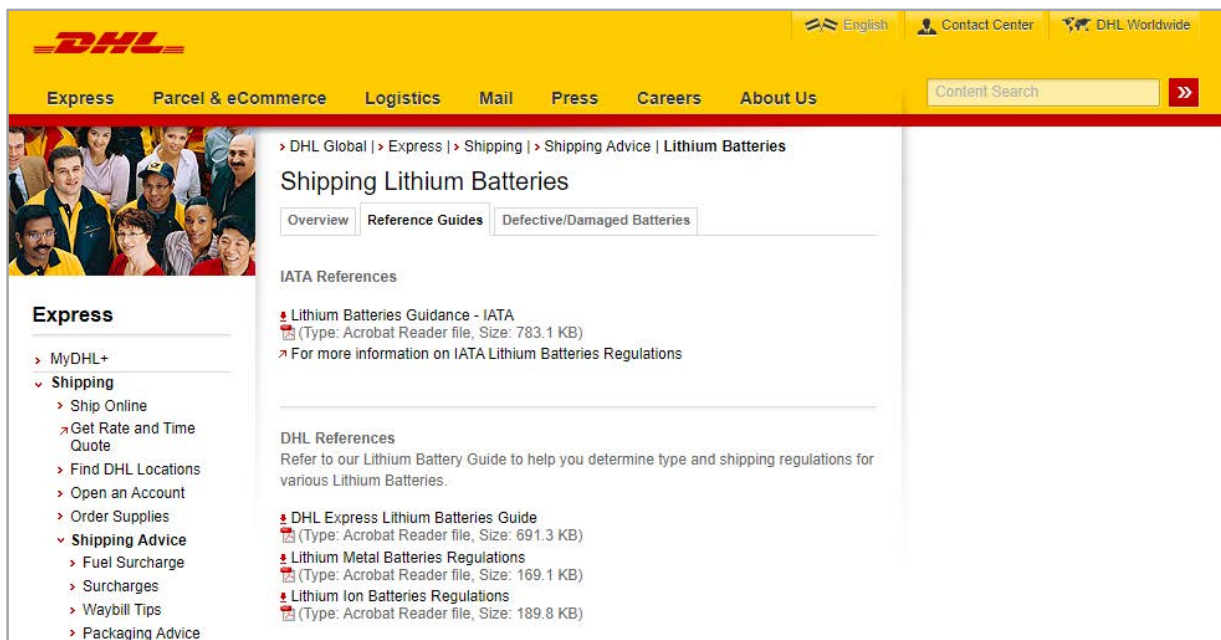 English
Contact Center
DHL Worldwide
DHL
Express
Parcel & eCommerce
Logistics
Mail
Press
Careers
About Us
Content Search
DHL Global | Express | Shipping | Shipping Advice | Lithium Batteries
Shipping Lithium Batteries
Overview
Reference Guides
Defective/Damaged Batteries
IATA References
Lithium Batteries Guidance - IATA
(Type: Acrobat Reader file, Size: 783.1 KB)
For more information on IATA Lithium Batteries Regulations
DHL References
Refer to our Lithium Battery Guide to help you determine type and shipping regulations for
various Lithium Batteries.
DHL Express Lithium Batteries Guide
(Type: Acrobat Reader file, Size: 691.3 KB)
Lithium Metal Batteries Regulations
(Type: Acrobat Reader file, Size: 169.1 KB)
Lithium Ion Batteries Regulations
(Type: Acrobat Reader file, Size: 189.8 KB)
Express
MyDHL+
Shipping
Ship Online
Get Rate and Time
Quote
Find DHL Locations
Open an Account
Order Supplies
Shipping Advice
Fuel Surcharge
Surcharges
Waybill Tips
Packaging Advice